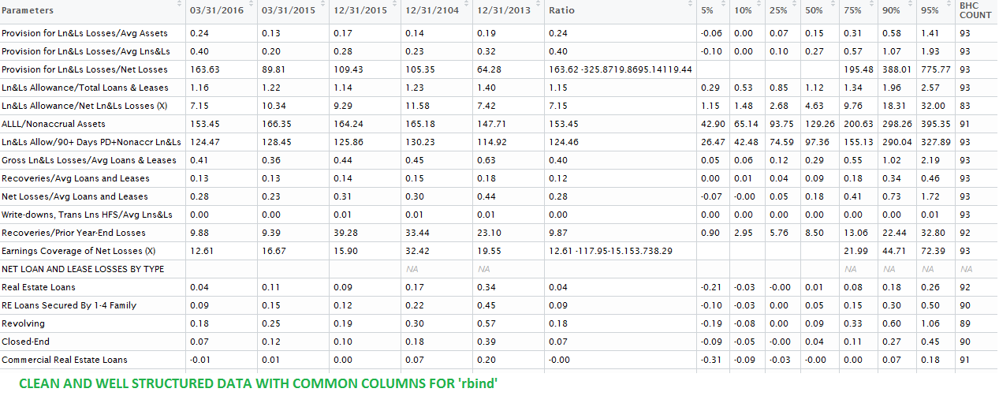 Parameters 03/31/2016 03/31/2015 12/31/2015 12/31/2104 12/31/2013 Ratio 5% 10% 25% 50% 75% 90% 95% BHC COUNT
Provision for Ln&Ls Losses/Avg Assets 0.24 0.13 0.17 0.14 0.19 0.24 -0.06 0.00 0.07 0.15 0.31 0.58 1.41 93
Provision for Ln&Ls Losses/Avg Lns&Ls 0.40 0.20 0.28 0.23 0.32 0.40 -0.10 0.00 0.10 0.27 0.57 1.07 1.93 93
Provision for Ln&Ls Losses/Net Losses 163.63 89.81 109.43 105.35 64.28 163.62 -325.8719.8695.14119.44 195.48 388.01 775.77 93
Ln&Ls Allowance/Total Loans & Leases 1.16 1.22 1.14 1.23 1.40 1.15 0.29 0.53 0.85 1.12 1.34 1.96 2.57 93
Ln&Ls Allowance/Net Ln&Ls Losses (X) 7.15 10.34 9.29 11.58 7.42 7.15 1.15 1.48 2.68 4.63 9.76 18.31 32.00 83
ALLL/Nonaccrual Assets 153.45 166.35 164.24 165.18 147.71 153.45 42.90 65.14 93.75 129.26 200.63 298.26 395.35 91
Ln&Ls Allow/90+ Days PD+Nonaccr Ln&Ls 124.47 128.45 125.86 130.23 114.92 124.46 26.47 42.48 74.59 97.36 155.13 290.04 327.89 93
Gross Ln&Ls Losses/Avg Loans & Leases 0.41 0.36 0.44 0.45 0.63 0.40 0.05 0.06 0.12 0.29 0.55 1.02 2.19 93
Recoveries/Avg Loans and Leases 0.13 0.13 0.14 0.15 0.18 0.12 0.00 0.01 0.04 0.09 0.18 0.34 0.46 93
Net Losses/Avg Loans and Leases 0.28 0.23 0.31 0.30 0.44 0.28 -0.07 -0.00 0.05 0.18 0.41 0.73 1.72 93
Write-downs, Trans Lns HFS/Avg Lns&Ls 0.00 0.00 0.01 0.01 0.01 0.00 0.00 0.00 0.00 0.00 0.00 0.00 0.01 93
Recoveries/Prior Year-End Losses 9.88 9.39 39.28 33.44 23.10 9.87 0.90 2.95 5.76 8.50 13.06 22.44 32.80 92
Earnings Coverage of Net Losses (X) 12.61 16.67 15.90 32.42 19.55 12.61 -117.95-15.153.738.29 21.99 44.71 72.39 93
NET LOAN AND LEASE LOSSES BY TYPE NA NA NA NA NA NA
Real Estate Loans 0.04 0.11 0.09 0.17 0.34 0.04 -0.21 -0.03 -0.00 0.01 0.08 0.18 0.26 92
RE Loans Secured By 1-4 Family 0.09 0.15 0.12 0.22 0.45 0.09 -0.10 -0.03 0.00 0.05 0.15 0.30 0.50 90
Revolving 0.18 0.25 0.19 0.30 0.57 0.18 -0.19 -0.08 0.00 0.09 0.33 0.60 1.06 89
Closed-End 0.07 0.12 0.10 0.18 0.39 0.07 -0.09 -0.05 -0.00 0.04 0.11 0.27 0.45 90
Commercial Real Estate Loans -0.01 0.01 0.00 0.07 0.20 -0.00 -0.31 -0.09 -0.03 -0.00 0.00 0.07 0.18 91
CLEAN AND WELL STRUCTURED DATA WITH COMMON COLUMNS FOR 'rbind'